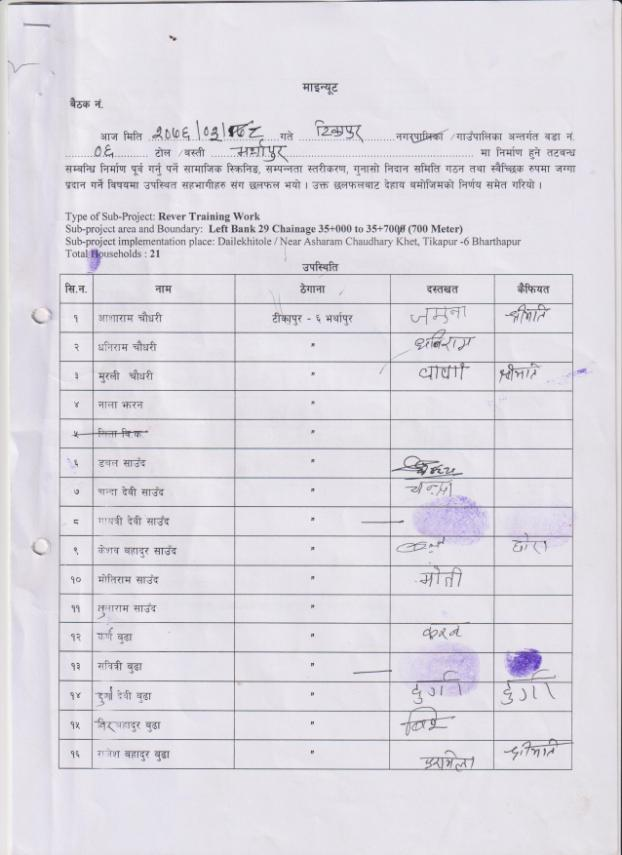 माइन्यूट
बैठक नं.
आज मिति २०७६/०३/ गते टिकापुर नगरपालिका /गाउँपालिका अन्तर्गत वडा नं.
०६ टोल /वस्ती भर्थापुर मा निर्माण हुने तटबन्ध
सम्बन्धि निर्माण पूर्व गर्नु पर्ने सामाजिक स्क्रिनिङ, सम्पन्नता स्तरीकरण, गुनासो निदान समिति गठन तथा स्वैच्छिक रुपमा जग्गा
प्रदान गर्ने विषयमा उपस्थित सहभागीहरु संग छलफल भयो । उक्त छलफलबाट देहाय बमोजिमको निर्णय समेत गरियो ।
Type of Sub-Project: Rever Training Work
Sub-project area and Boundary: Left Bank 29 Chainage 35+000 to 35+700 (700 Meter)
Sub-project implementation place: Dailekhitole / Near Asharam Chaudhary Khet, Tikapur -6 Bharthapur
Total Households : 21
उपस्थिति
सि.न. नाम ठेगाना दस्तखत कैफियत
१ आशाराम चौधरी टीकापुर - ६ भर्थापुर जमुना श्रीमति
२ धनिराम चौधरी " धनिराम
३ मुरली चौधरी " श्रीमति
४ नाला झरन "
५ सिता वि.क. "
६ डबल साउँद "
७ चन्दा देवी साउँद " चन्द्रा
८ गायत्री देवी साउँद "
९ केशव बहादुर साउँद " छोरा
१० मोतिराम साउँद " मोती
११ तुलाराम साउँद "
१२ कर्ण बुढा " करन
१३ सवित्री बुढा "
१४ दुर्गा देवी बुढा " दुर्गा दुर्गा
१५ बहादुर बुढा "
१६ राजेश बहादुर बुढा " श्रीमति